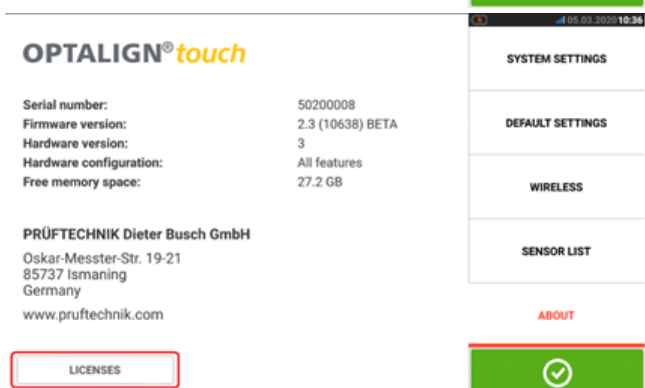 OPTALIGN® touch
Serial number: 50200008
Firmware version: 2.3 (10638) BETA
Hardware version: 3
Hardware configuration: All features
Free memory space: 27.2 GB
PRÜFTECHNIK Dieter Busch GmbH
Oskar-Messter-Str. 19-21
85737 Ismaning
Germany
www.pruftechnik.com
LICENSES
05.03.2020 10:36
SYSTEM SETTINGS
DEFAULT SETTINGS
WIRELESS
SENSOR LIST
ABOUT